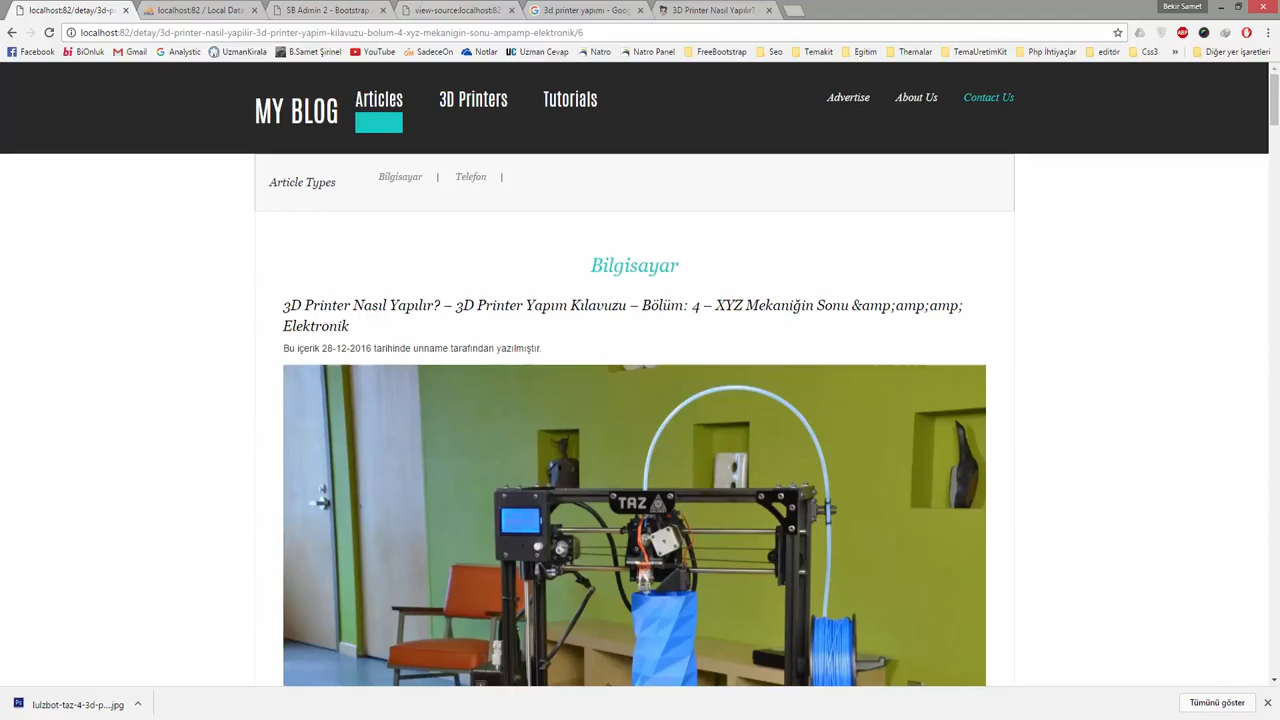 Bekir Samet
localhost:82/detay/3d-p
localhost:82 / Local Data
SB Admin 2 - Bootstrap a
view-source:localhost:82
3d printer yapımı - Goog
3D Printer Nasıl Yapılır?
localhost:82/detay/3d-printer-nasil-yapilir-3d-printer-yapim-kilavuzu-bolum-4-xyz-mekanigin-sonu-ampamp-elektronik/6
Facebook BiOnluk Gmail Analystic UzmanKirala B.Samet Şirinel YouTube SadeceOn Notlar Uzman Cevap Natro Natro Panel FreeBootstrap Seo Temakit Egitim Themalar TemaUretimKit Php İhtiyaçlar editör Css3 » Diğer yer işaretleri
MY BLOG Articles 3D Printers Tutorials
Advertise About Us Contact Us
Article Types Bilgisayar | Telefon |
Bilgisayar
3D Printer Nasıl Yapılır? – 3D Printer Yapım Kılavuzu – Bölüm: 4 – XYZ Mekaniğin Sonu &amp;amp;amp;
Elektronik
Bu içerik 28-12-2016 tarihinde unname tarafından yazılmıştır.
TAZ
lulzbot-taz-4-3d-p....jpg
Tümünü göster